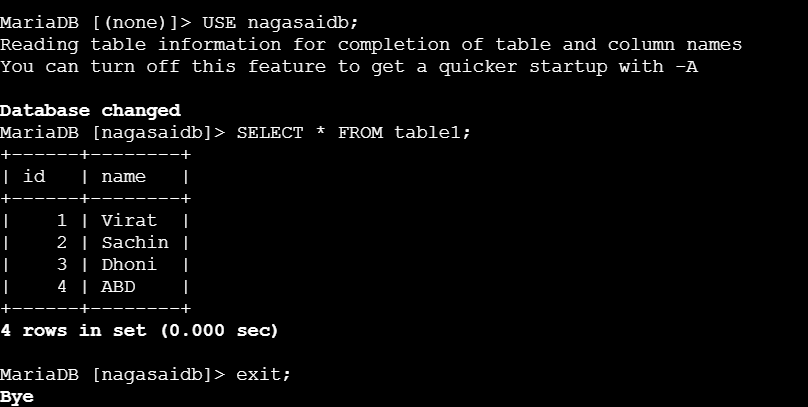 MariaDB [(none)]> USE nagasaidb;
Reading table information for completion of table and column names
You can turn off this feature to get a quicker startup with -A
Database changed
MariaDB [nagasaidb]> SELECT * FROM table1;
+------+--------+
| id   | name   |
+------+--------+
|    1 | Virat  |
|    2 | Sachin |
|    3 | Dhoni  |
|    4 | ABD    |
+------+--------+
4 rows in set (0.000 sec)
MariaDB [nagasaidb]> exit;
Bye